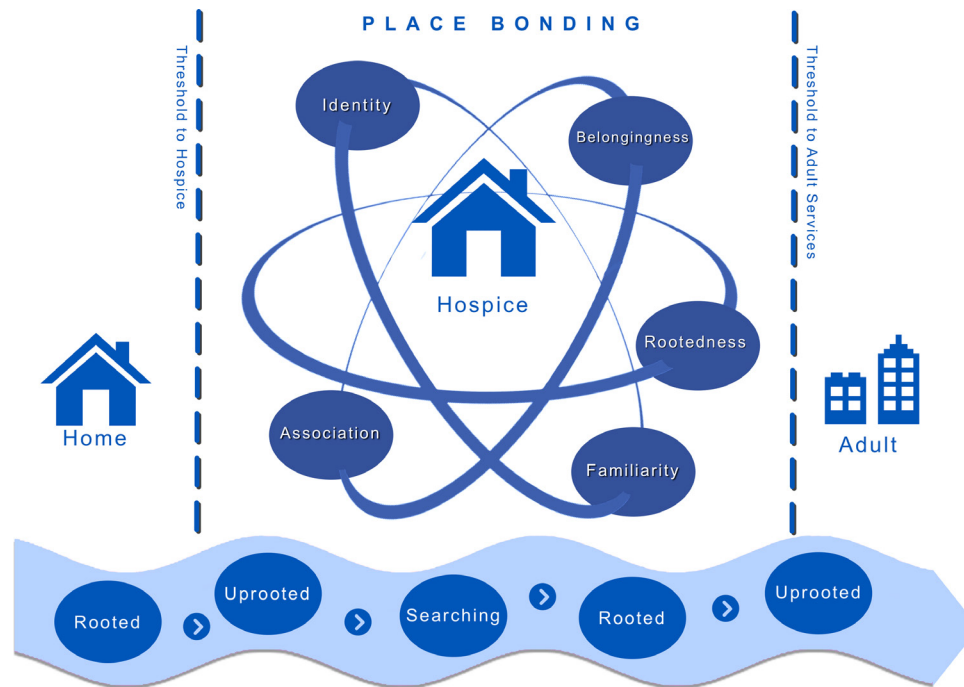 PLACE BONDING
Threshold to Hospice
Threshold to Adult Services
Identity
Belongingness
Hospice
Rootedness
Home
Association
Familiarity
Adult
Rooted
Uprooted
Searching
Rooted
Uprooted